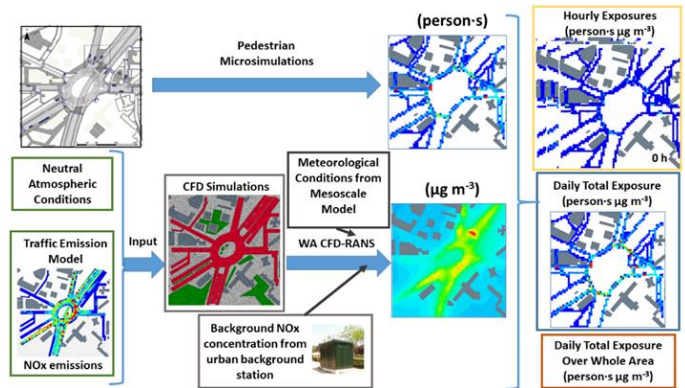 (person·s)
Hourly Exposures
(person·s µg m⁻³)
Pedestrian
Microsimulations
0 h
Neutral
Atmospheric
Conditions
CFD Simulations
Meteorological
Conditions from
Mesoscale
Model
(µg m⁻³)
Daily Total Exposure
(person·s µg m⁻³)
Traffic Emission
Model
Input
WA CFD-RANS
NOx emissions
Background NOx
concentration from
urban background
station
Daily Total Exposure
Over Whole Area
(person·s µg m⁻³)